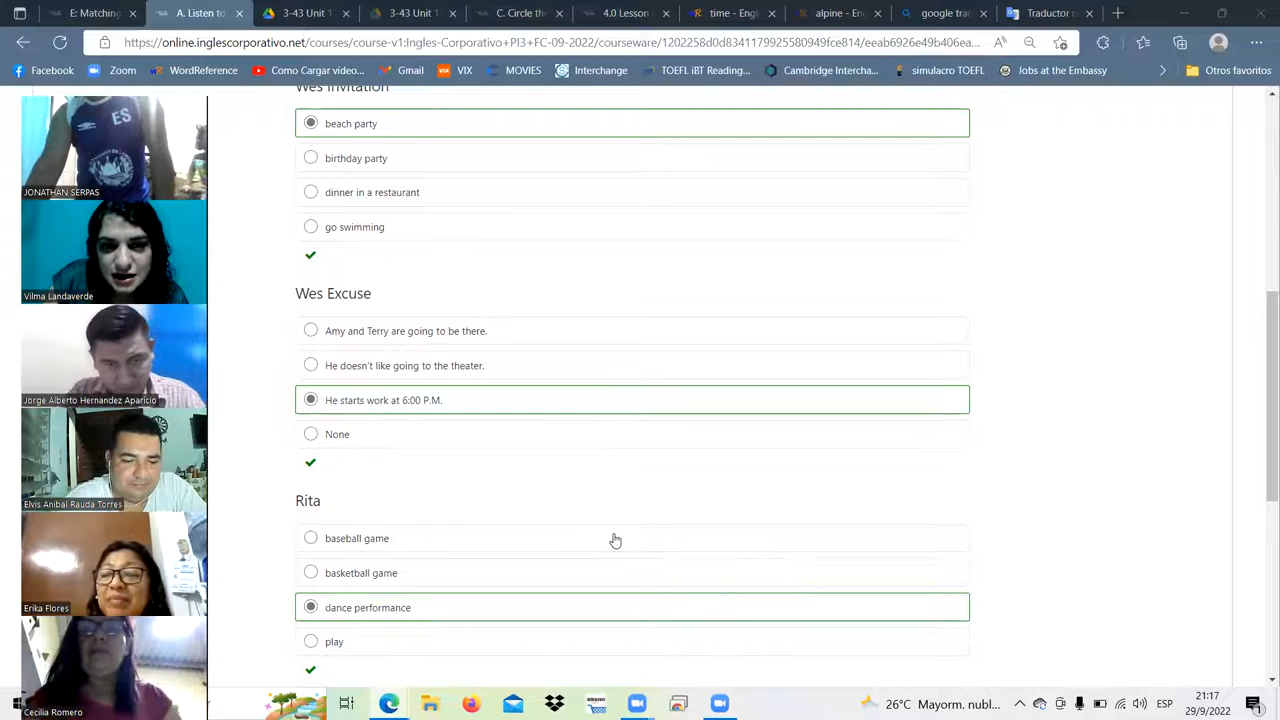 E: Matching
A. Listen to
3-43 Unit 1
3-43 Unit 1
C. Circle the
4.0 Lesson
time - Engl
alpine - Eng
google tra
Traductor
https://online.inglescorporativo.net/courses/course-v1:Ingles-Corporativo+PI3+FC-09-2022/courseware/1202258d0d8341179925580949fce814/eeab6926e49b406ea...
Facebook
Zoom
WordReference
Como Cargar video...
Gmail
VIX
MOTES
Interchange
TOEFL iBT Reading...
Cambridge Intercha...
simulacro TOEFL
Jobs at the Embassy
Otros favoritos
Wes Invitation
beach party
birthday party
dinner in a restaurant
go swimming
Wes Excuse
Amy and Terry are going to be there.
He doesn't like going to the theater.
He starts work at 6:00 P.M.
None
Rita
baseball game
basketball game
dance performance
play
ES
JONATHAN SERPAS
Vilma Landaverde
Jorge Alberto Hernandez Aparicio
Elvis Anibal Rauda Torres
Erika Flores
Cecilia Romero
amazon
26°C Mayorm. nubl...
ESP
21:17
29/9/2022
1